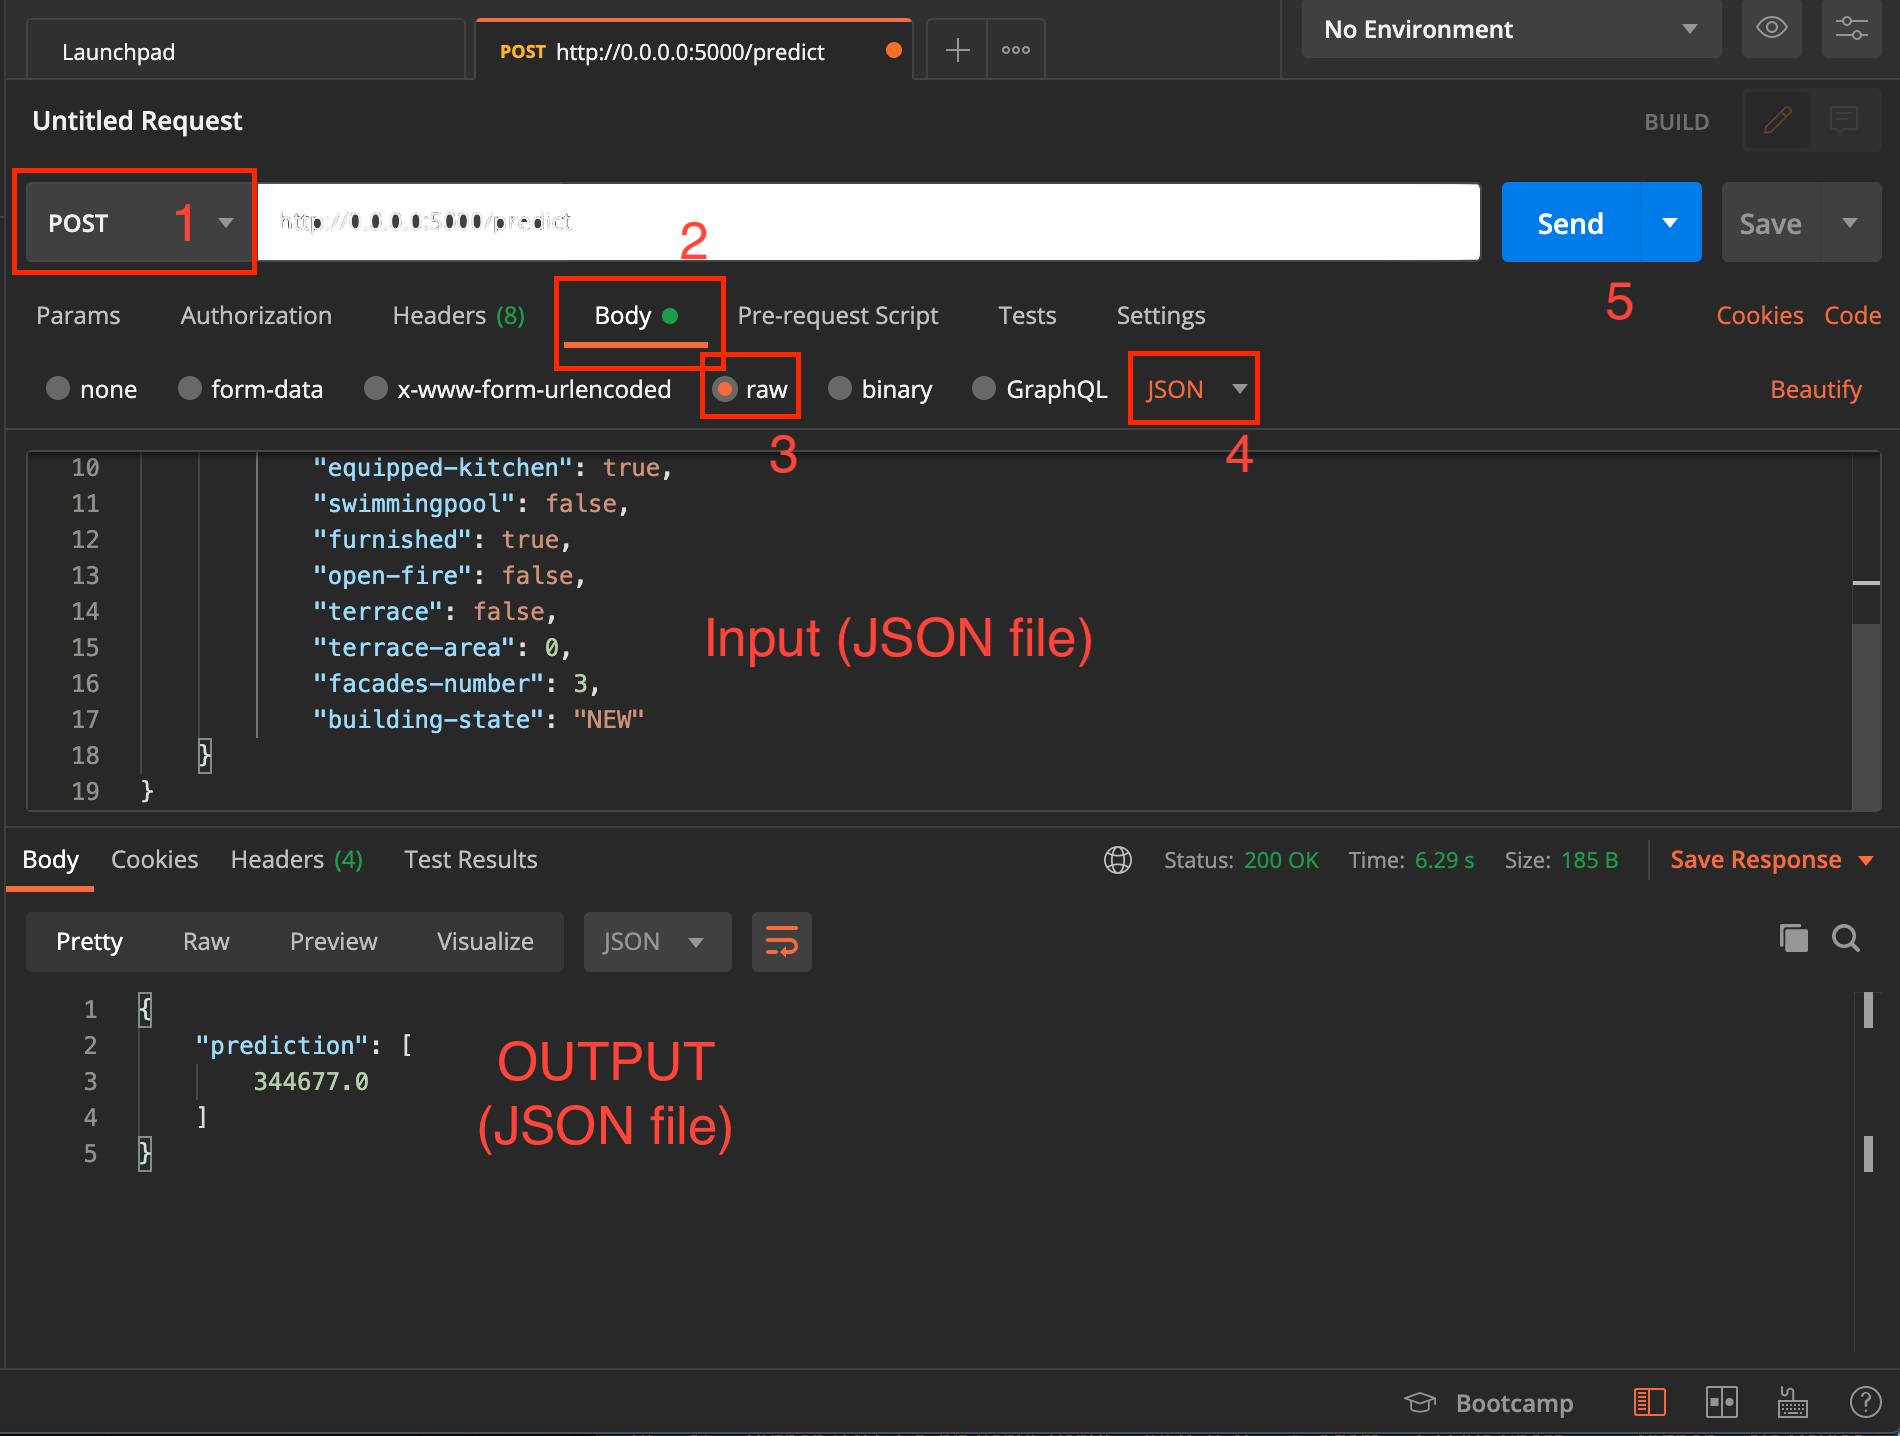 Launchpad
POST http://0.0.0.0:5000/predict
No Environment
Untitled Request
BUILD
POST 1
http://0.0.0.0:5000/predict
2
Send
Save
5
Params Authorization Headers (8) Body Pre-request Script Tests Settings
Cookies Code
none form-data x-www-form-urlencoded raw binary GraphQL JSON
Beautify
3
4
10 "equipped-kitchen": true,
11 "swimmingpool": false,
12 "furnished": true,
13 "open-fire": false,
14 "terrace": false,
15 "terrace-area": 0,
16 "facades-number": 3,
17 "building-state": "NEW"
18 }
19 }
Input (JSON file)
Body Cookies Headers (4) Test Results
Status: 200 OK Time: 6.29 s Size: 185 B
Save Response
Pretty Raw Preview Visualize JSON
1 {
2 "prediction": [
3 344677.0
4 ]
5 }
OUTPUT
(JSON file)
Bootcamp
?